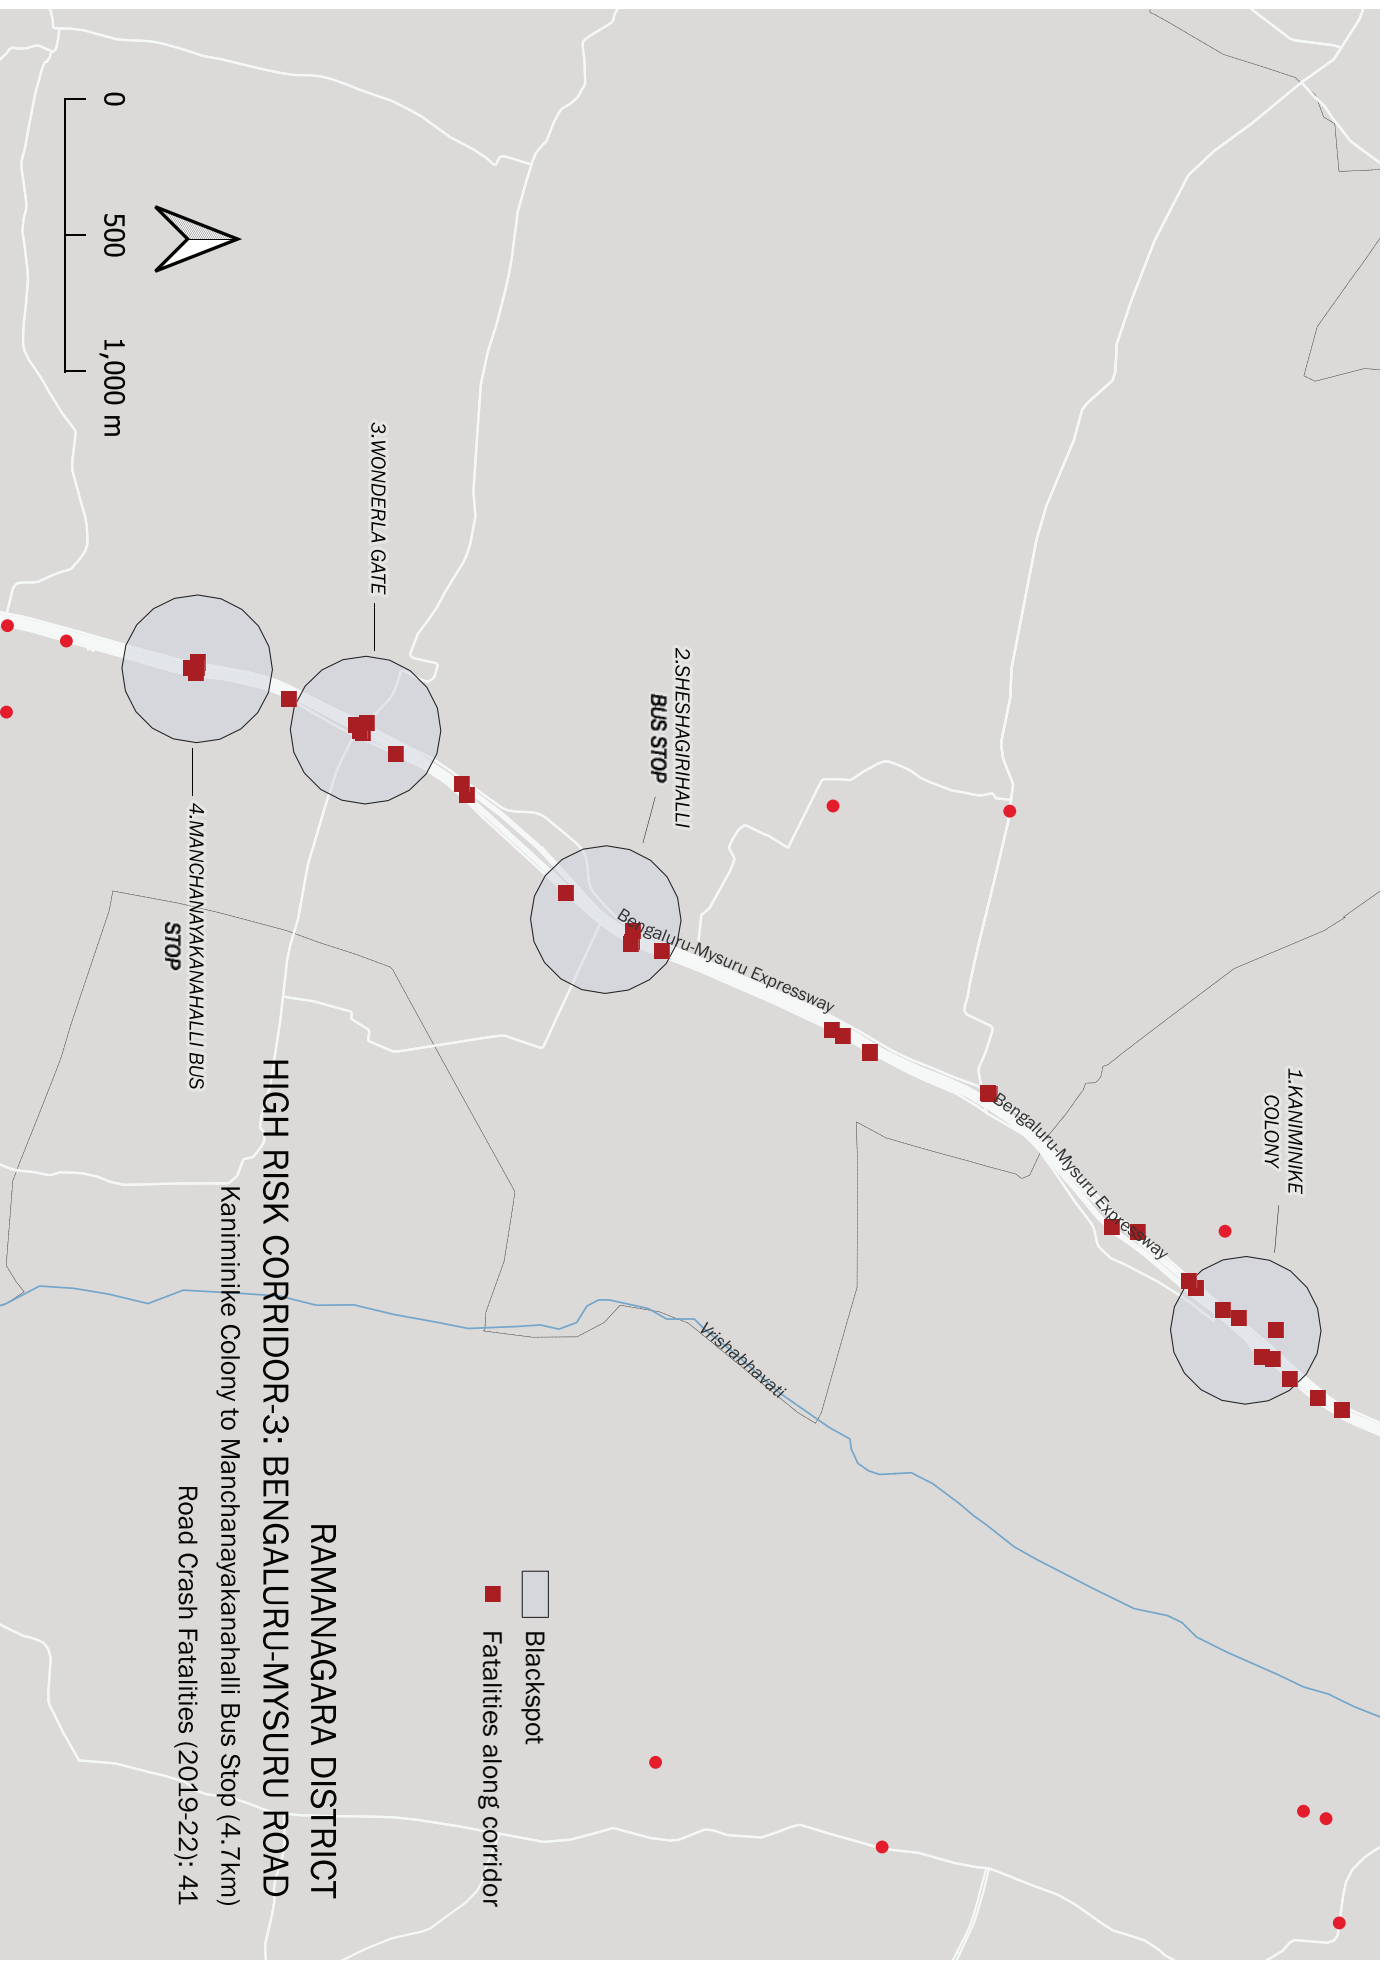 RAMANAGARA DISTRICT
HIGH RISK CORRIDOR-3: BENGALURU-MYSURU ROAD
Kaniminike Colony to Manchanayakanahalli Bus Stop (4.7km)
Road Crash Fatalities (2019-22): 41
Blackspot
Fatalities along corridor
1.KANIMINIKE
COLONY
2.SHESHAGIRIHALLI
BUS STOP
3.WONDERLA GATE
4.MANCHANAYAKANAHALLI BUS
STOP
Bengaluru-Mysuru Expressway
Bengaluru-Mysuru Expressway
Vrishabhavati
0 500 1,000 m